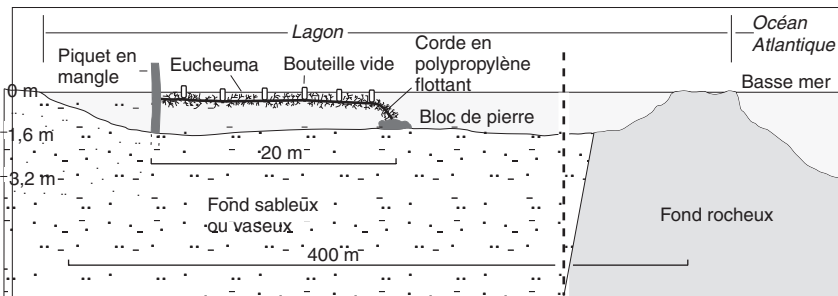 Lagon
Océan
Atlantique
Piquet en
mangle
Eucheuma
Bouteille vide
Corde en
polypropylène
flottant
Basse mer
0 m
Bloc de pierre
1,6 m
20 m
3,2 m
Fond sableux
ou vaseux
Fond rocheux
400 m